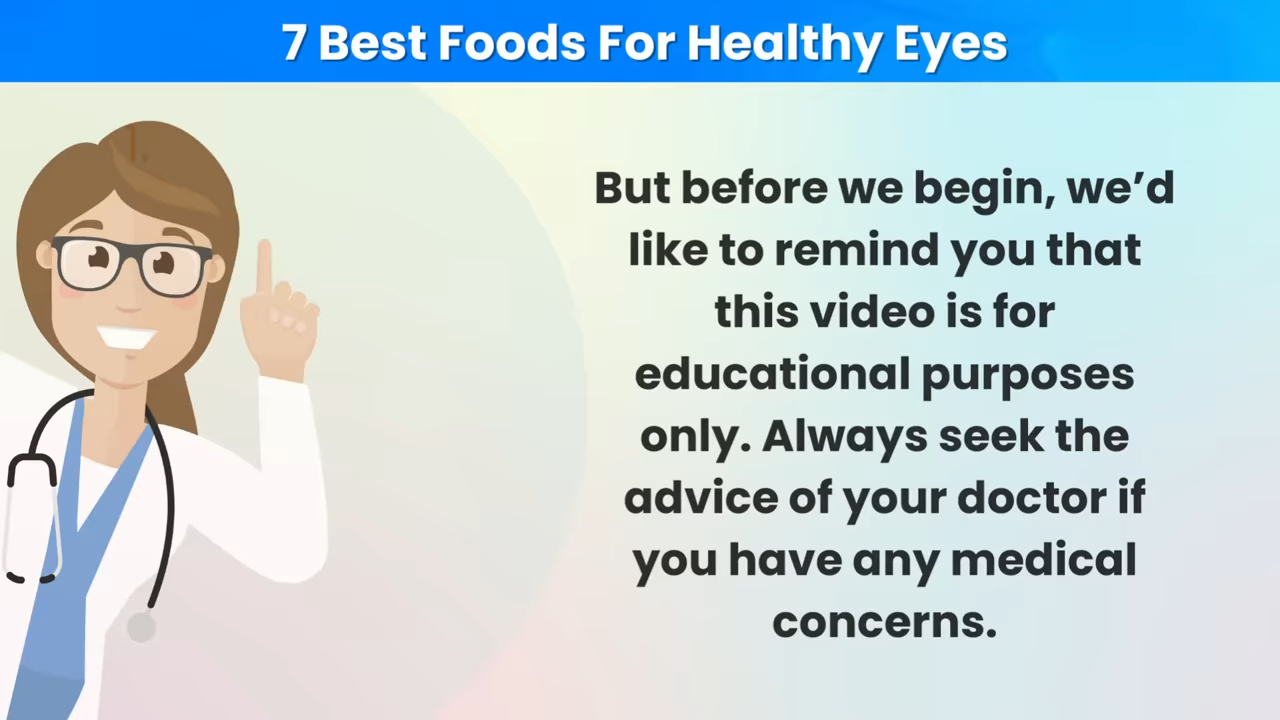 7 Best Foods For Healthy Eyes
But before we begin, we’d
like to remind you that
this video is for
educational purposes
only. Always seek the
advice of your doctor if
you have any medical
concerns.